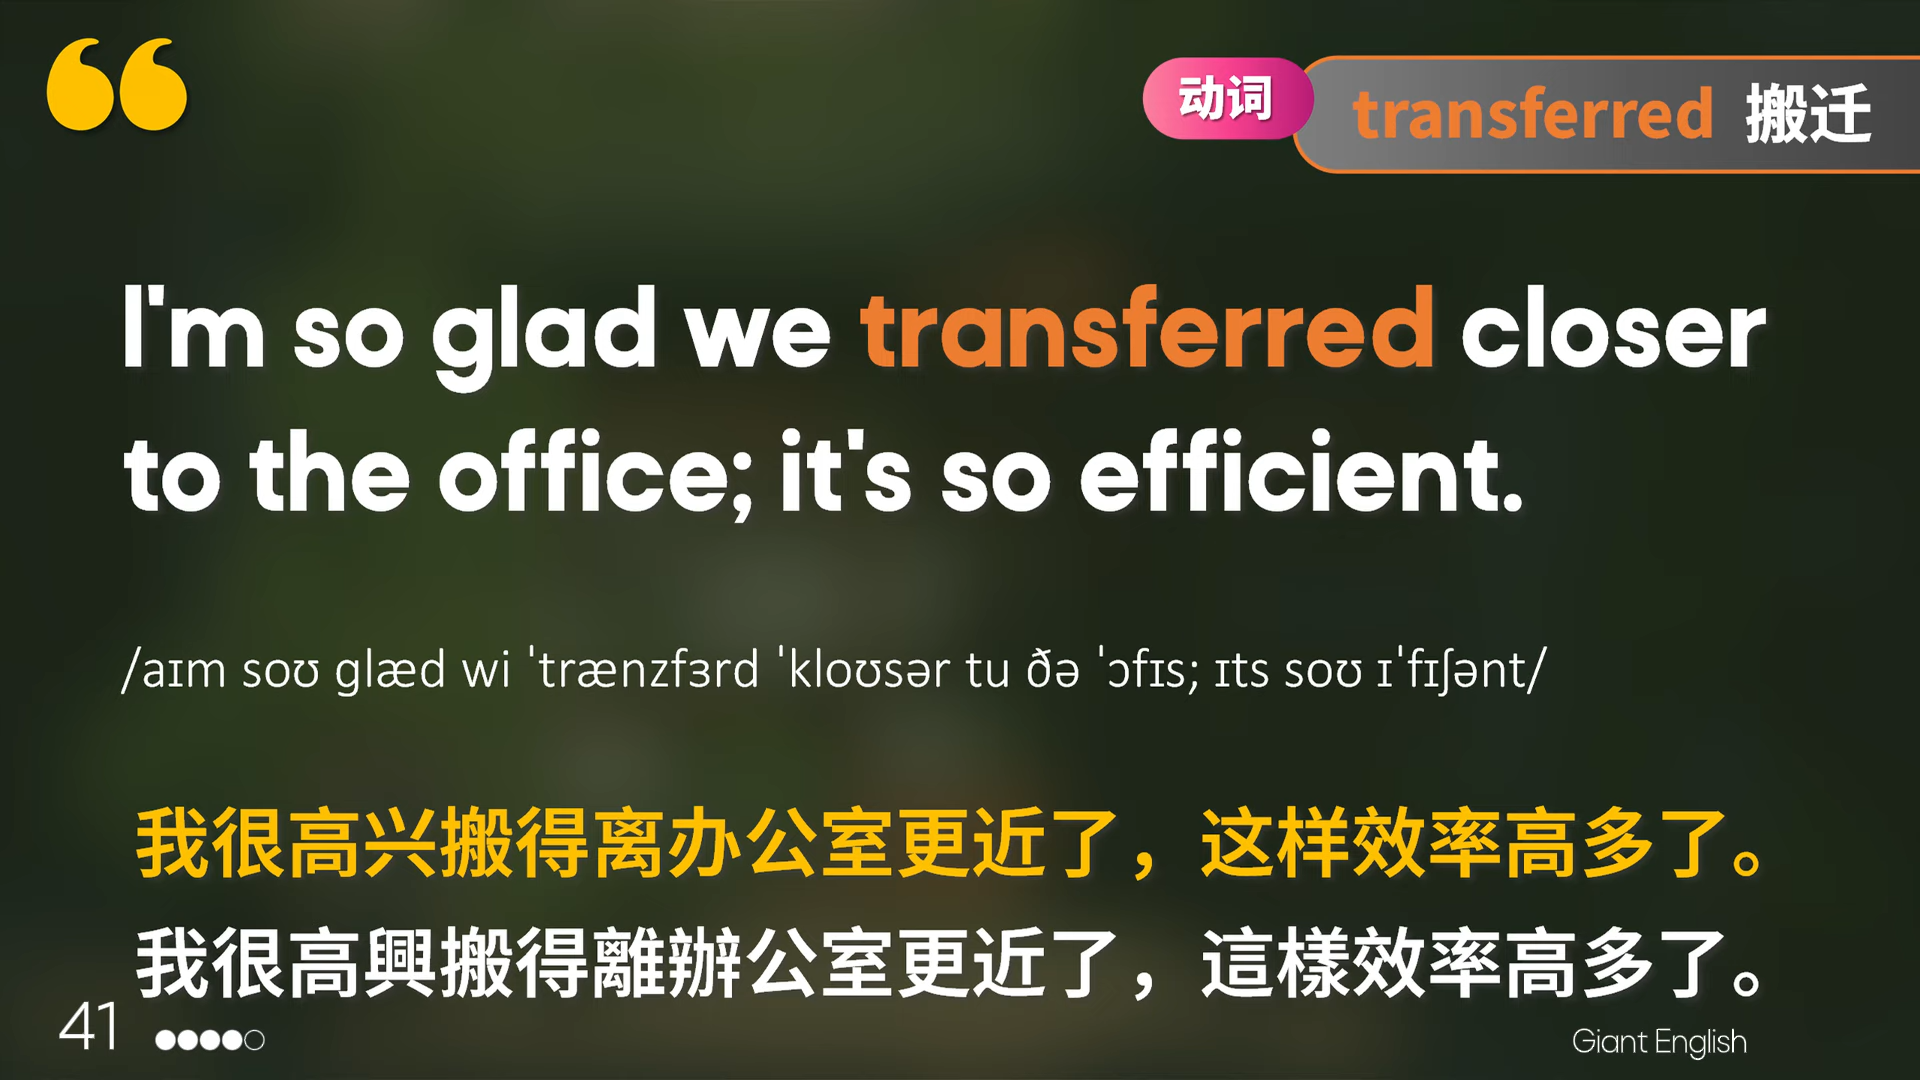 动词
transferred 搬迁
I'm so glad we transferred closer
to the office; it's so efficient.
/aɪm soʊ ɡlæd wi ˈtrænzfɜrd ˈkloʊsər tu ðə ˈɔfɪs; ɪts soʊ ɪˈfɪʃənt/
我很高兴搬得离办公室更近了，这样效率高多了。
我很高興搬得離辦公室更近了，這樣效率高多了。
41
Giant English